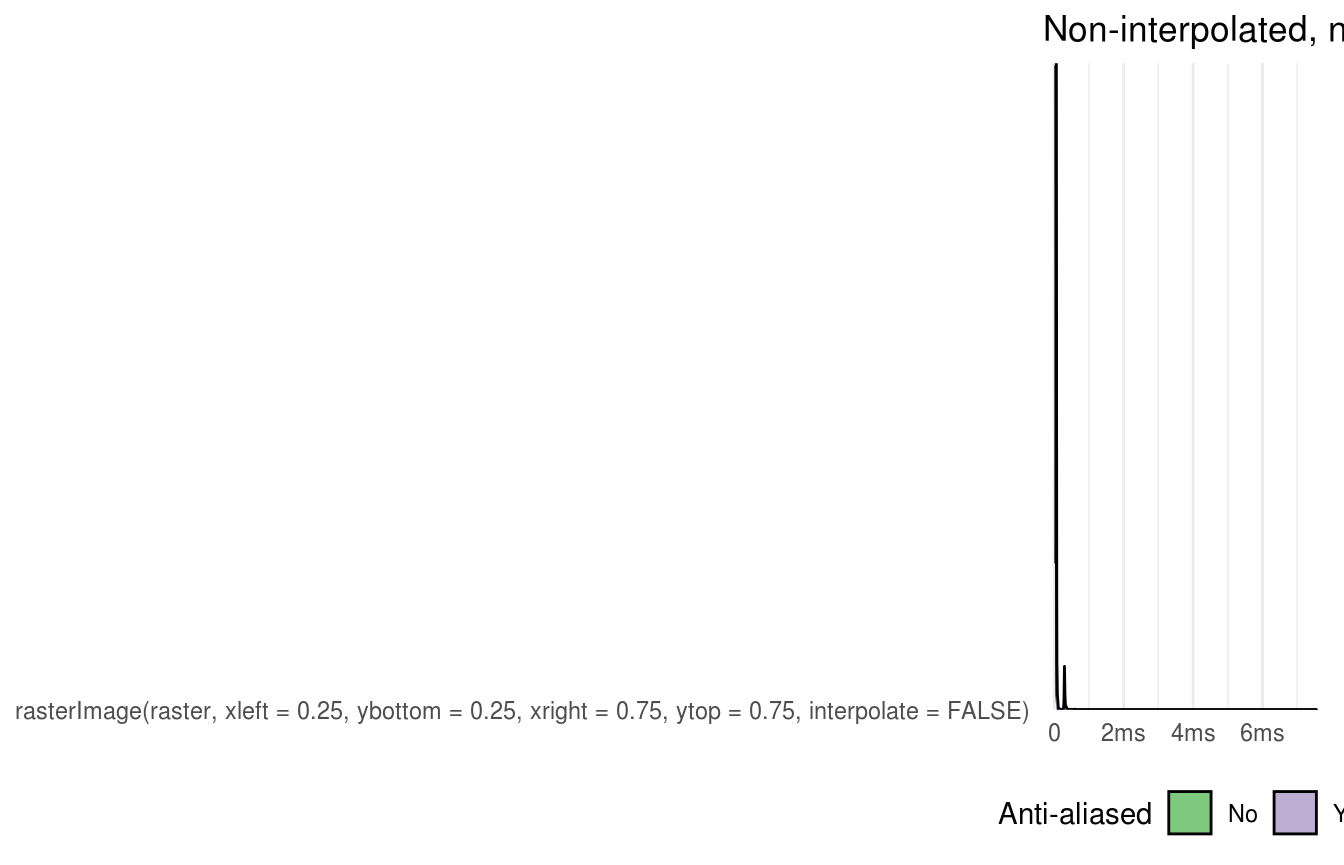 Non-interpolated, n
rasterImage(raster, xleft = 0.25, ybottom = 0.25, xright = 0.75, ytop = 0.75, interpolate = FALSE)
0 2ms 4ms 6ms
Anti-aliased No Y